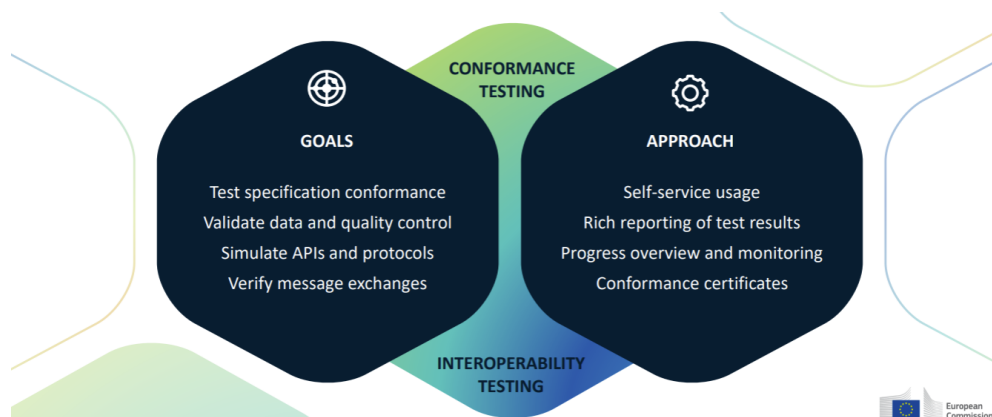 CONFORMANCE
TESTING
GOALS
Test specification conformance
Validate data and quality control
Simulate APIs and protocols
Verify message exchanges
APPROACH
Self-service usage
Rich reporting of test results
Progress overview and monitoring
Conformance certificates
INTEROPERABILITY
TESTING
European
Commission